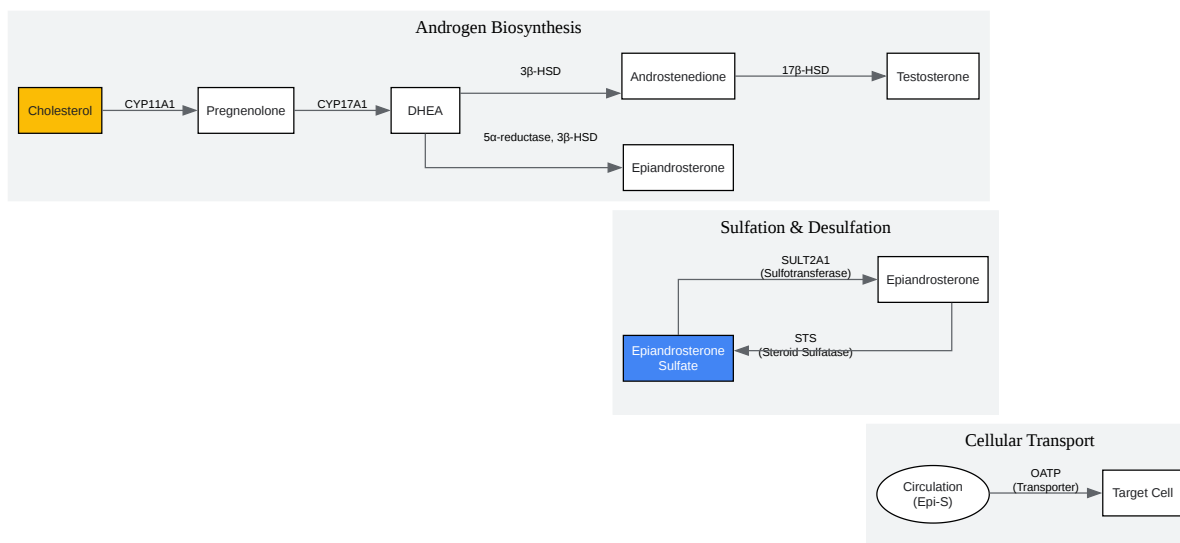 Androgen Biosynthesis
3β-HSD
Androstenedione
17β-HSD
Testosterone
Cholesterol
CYP11A1
Pregnenolone
CYP17A1
DHEA
5α-reductase, 3β-HSD
Epiandrosterone
Sulfation & Desulfation
SULT2A1
(Sulfotransferase)
Epiandrosterone
STS
(Steroid Sulfatase)
Epiandrosterone
Sulfate
Cellular Transport
Circulation
(Epi-S)
OATP
(Transporter)
Target Cell